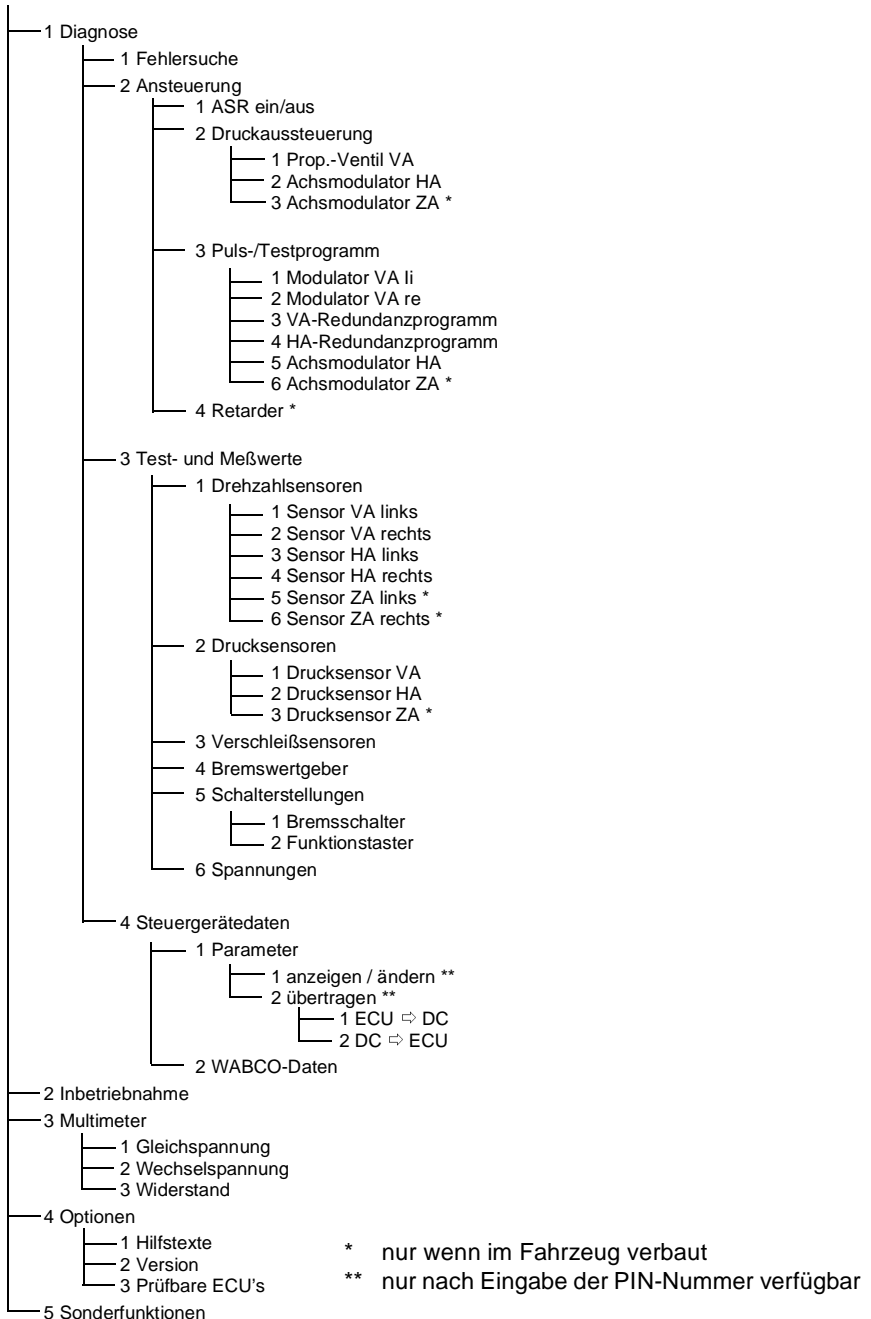 1 Diagnose
1 Fehlersuche
2 Ansteuerung
1 ASR ein/aus
2 Druckaussteuerung
1 Prop.-Ventil VA
2 Achsmodulator HA
3 Achsmodulator ZA *
3 Puls-/Testprogramm
1 Modulator VA li
2 Modulator VA re
3 VA-Redundanzprogramm
4 HA-Redundanzprogramm
5 Achsmodulator HA
6 Achsmodulator ZA *
4 Retarder *
3 Test- und Meßwerte
1 Drehzahlsensoren
1 Sensor VA links
2 Sensor VA rechts
3 Sensor HA links
4 Sensor HA rechts
5 Sensor ZA links *
6 Sensor ZA rechts *
2 Drucksensoren
1 Drucksensor VA
2 Drucksensor HA
3 Drucksensor ZA *
3 Verschleißsensoren
4 Bremswertgeber
5 Schalterstellungen
1 Bremsschalter
2 Funktionstaster
6 Spannungen
4 Steuergerätedaten
1 Parameter
1 anzeigen / ändern **
2 übertragen **
1 ECU ⇨ DC
2 DC ⇨ ECU
2 WABCO-Daten
2 Inbetriebnahme
3 Multimeter
1 Gleichspannung
2 Wechselspannung
3 Widerstand
4 Optionen
1 Hilfstexte
2 Version
3 Prüfbare ECU's
5 Sonderfunktionen
* nur wenn im Fahrzeug verbaut
** nur nach Eingabe der PIN-Nummer verfügbar